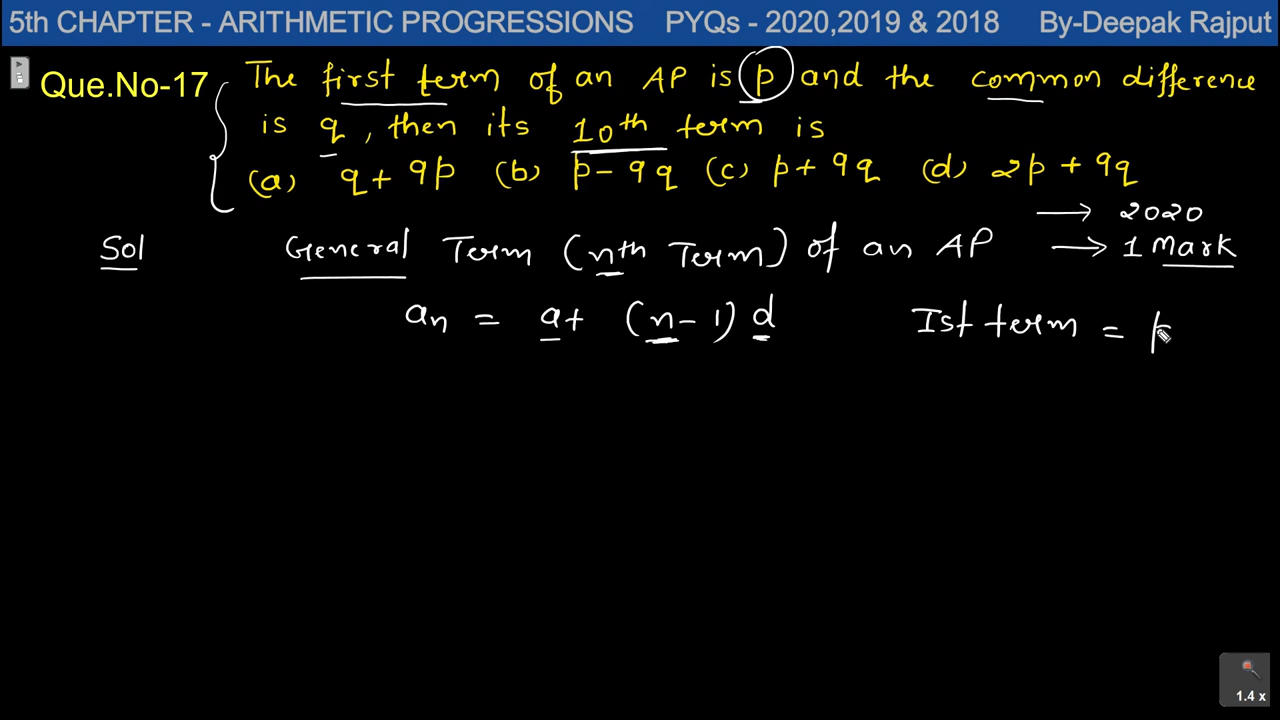 5th CHAPTER - ARITHMETIC PROGRESSIONS PYQs - 2020,2019 & 2018 By-Deepak Rajput
Que.No-17 The first term of an AP is p and the common difference
is q, then its 10th term is
(a) q + 9p (b) p - 9q (c) p + 9q (d) 2p + 9q
→ 2020
Sol General Term (nth Term) of an AP → 1 Mark
an = a + (n - 1) d Ist term = p
1.4 x